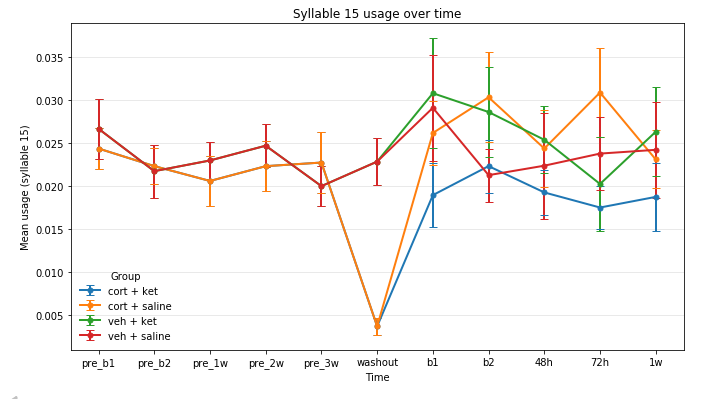 Syllable 15 usage over time
Mean usage (syllable 15)
0.035
0.030
0.025
0.020
0.015
0.010
0.005
Group
cort + ket
cort + saline
veh + ket
veh + saline
pre_b1 pre_b2 pre_1w pre_2w pre_3w washout b1 b2 48h 72h 1w
Time